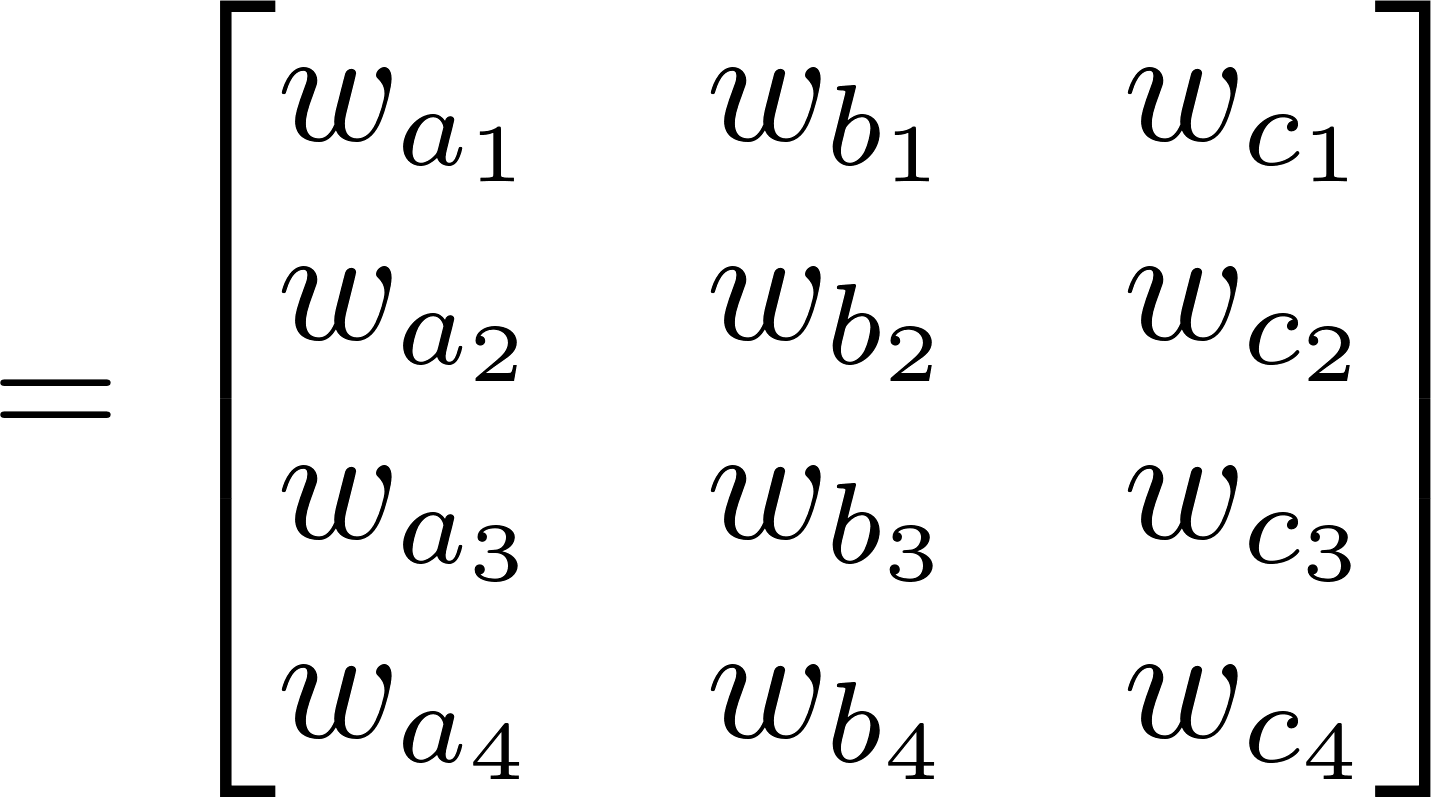 = [ w_{a_1} w_{b_1} w_{c_1}
w_{a_2} w_{b_2} w_{c_2}
w_{a_3} w_{b_3} w_{c_3}
w_{a_4} w_{b_4} w_{c_4} ]